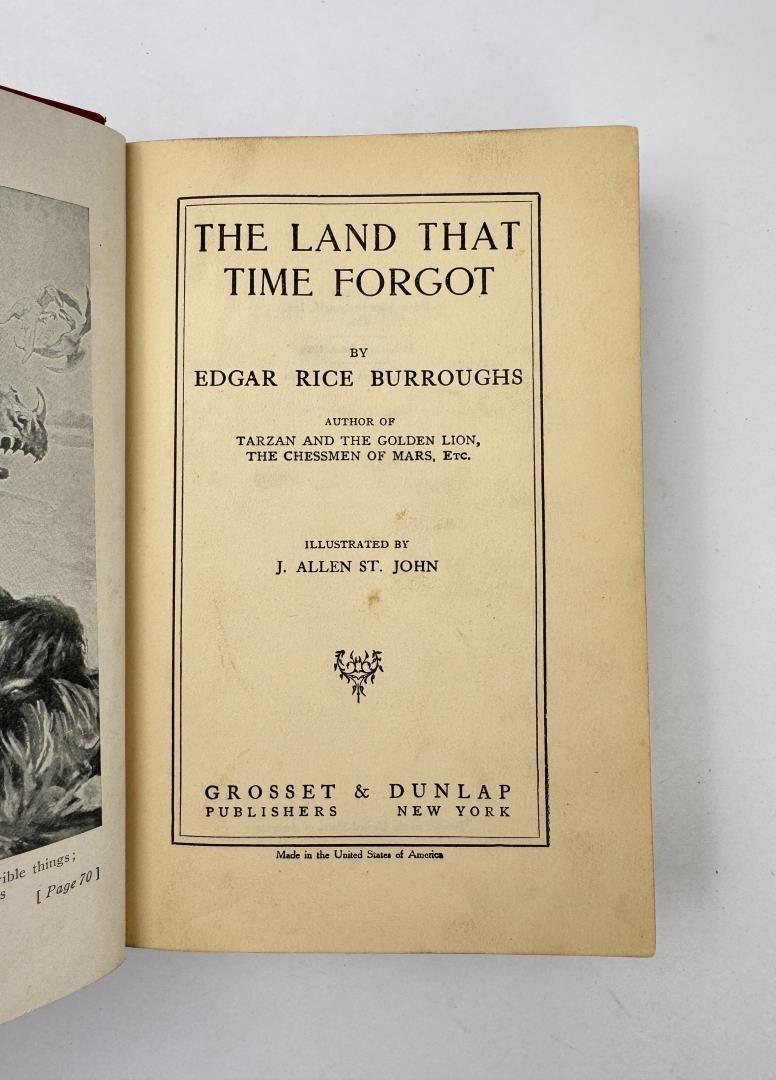 THE LAND THAT
TIME FORGOT
BY
EDGAR RICE BURROUGHS
AUTHOR OF
TARZAN AND THE GOLDEN LION,
THE CHESSMEN OF MARS, Etc.
ILLUSTRATED BY
J. ALLEN ST. JOHN
GROSSET & DUNLAP
PUBLISHERS NEW YORK
Made in the United States of America
things;
[Page 70]